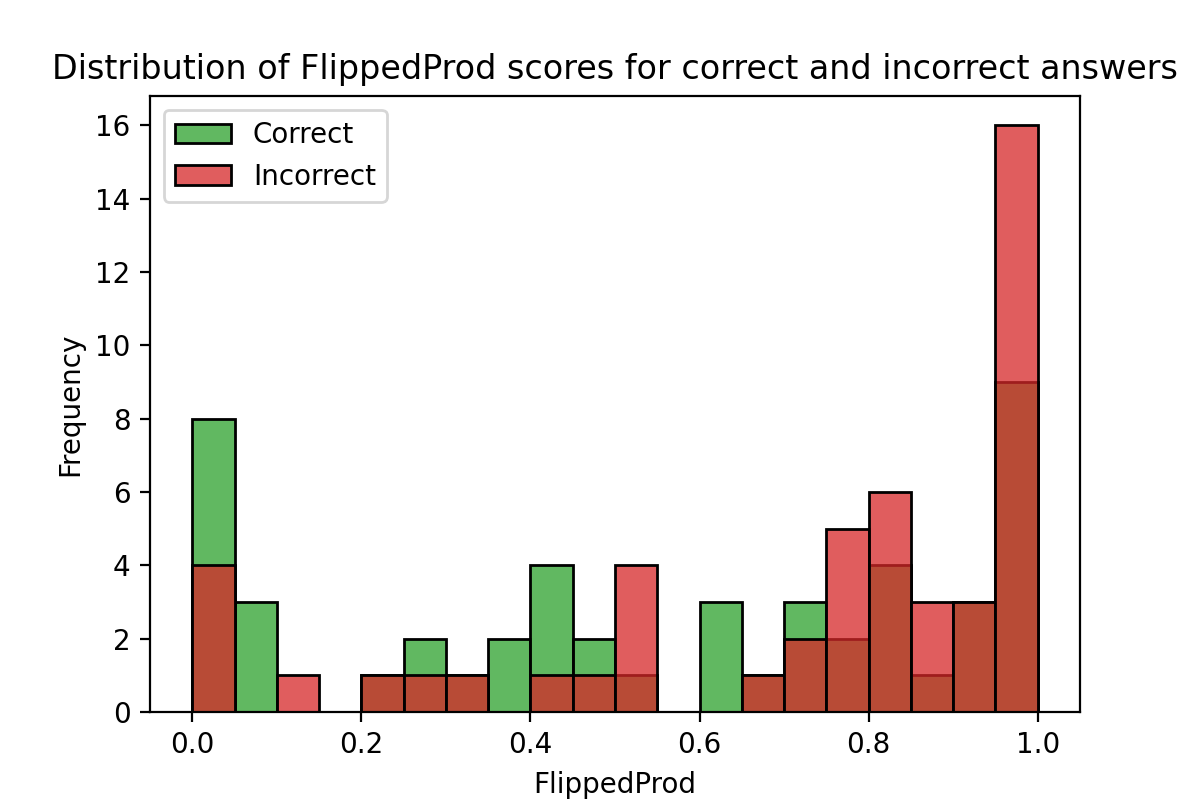 Distribution of FlippedProd scores for correct and incorrect answers
Correct
Incorrect
16
14
12
10
8
6
4
2
0
Frequency
0.0 0.2 0.4 0.6 0.8 1.0
FlippedProd